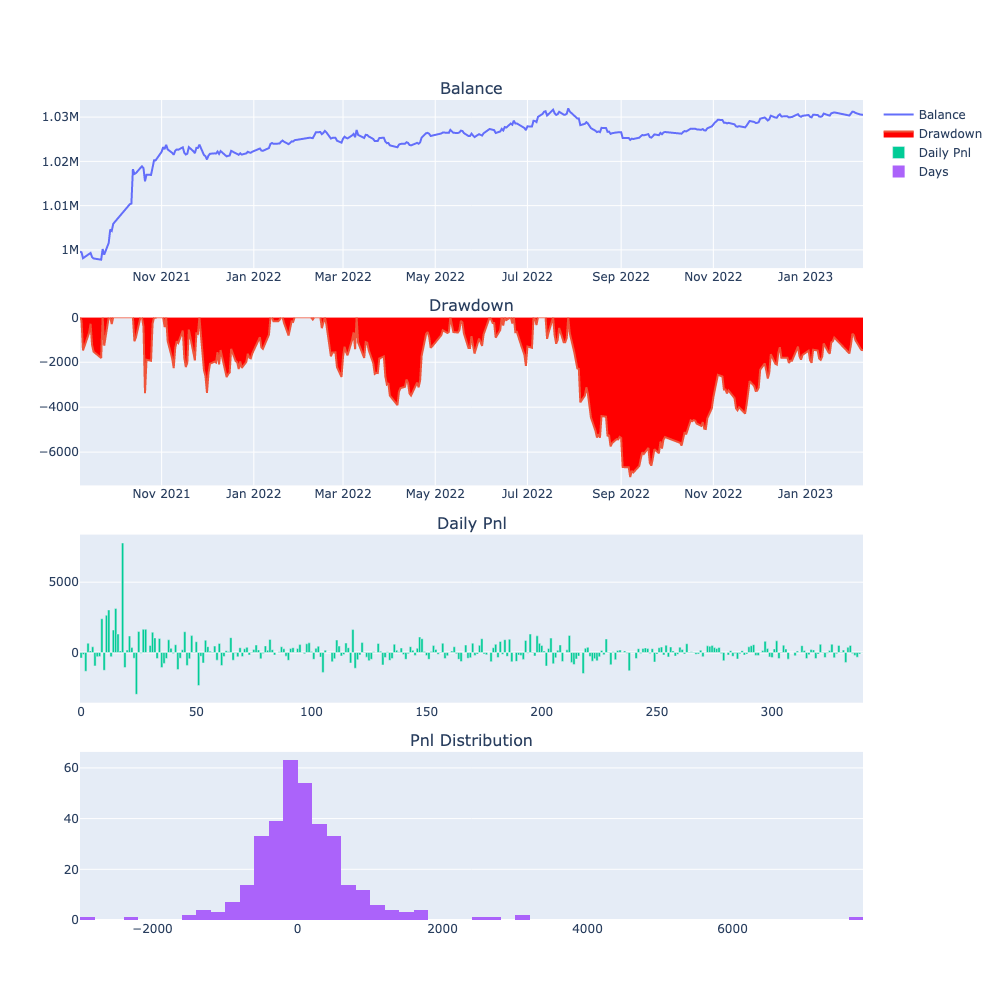 Balance
1.03M
1.02M
1.01M
1M
Nov 2021 Jan 2022 Mar 2022 May 2022 Jul 2022 Sep 2022 Nov 2022 Jan 2023
Balance
Drawdown
Daily Pnl
Days
Drawdown
0
−2000
−4000
−6000
Nov 2021 Jan 2022 Mar 2022 May 2022 Jul 2022 Sep 2022 Nov 2022 Jan 2023
Daily Pnl
5000
0
0 50 100 150 200 250 300
Pnl Distribution
60
40
20
0
−2000 0 2000 4000 6000